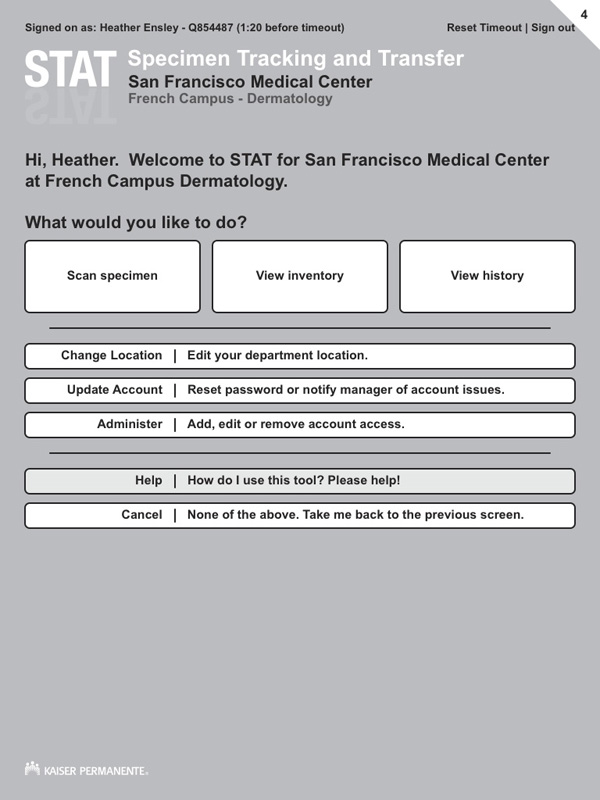 4
Signed on as: Heather Ensley - Q854487 (1:20 before timeout) Reset Timeout | Sign out
STAT Specimen Tracking and Transfer
San Francisco Medical Center
French Campus - Dermatology
Hi, Heather. Welcome to STAT for San Francisco Medical Center
at French Campus Dermatology.
What would you like to do?
Scan specimen View inventory View history
Change Location | Edit your department location.
Update Account | Reset password or notify manager of account issues.
Administer | Add, edit or remove account access.
Help | How do I use this tool? Please help!
Cancel | None of the above. Take me back to the previous screen.
KAISER PERMANENTE®